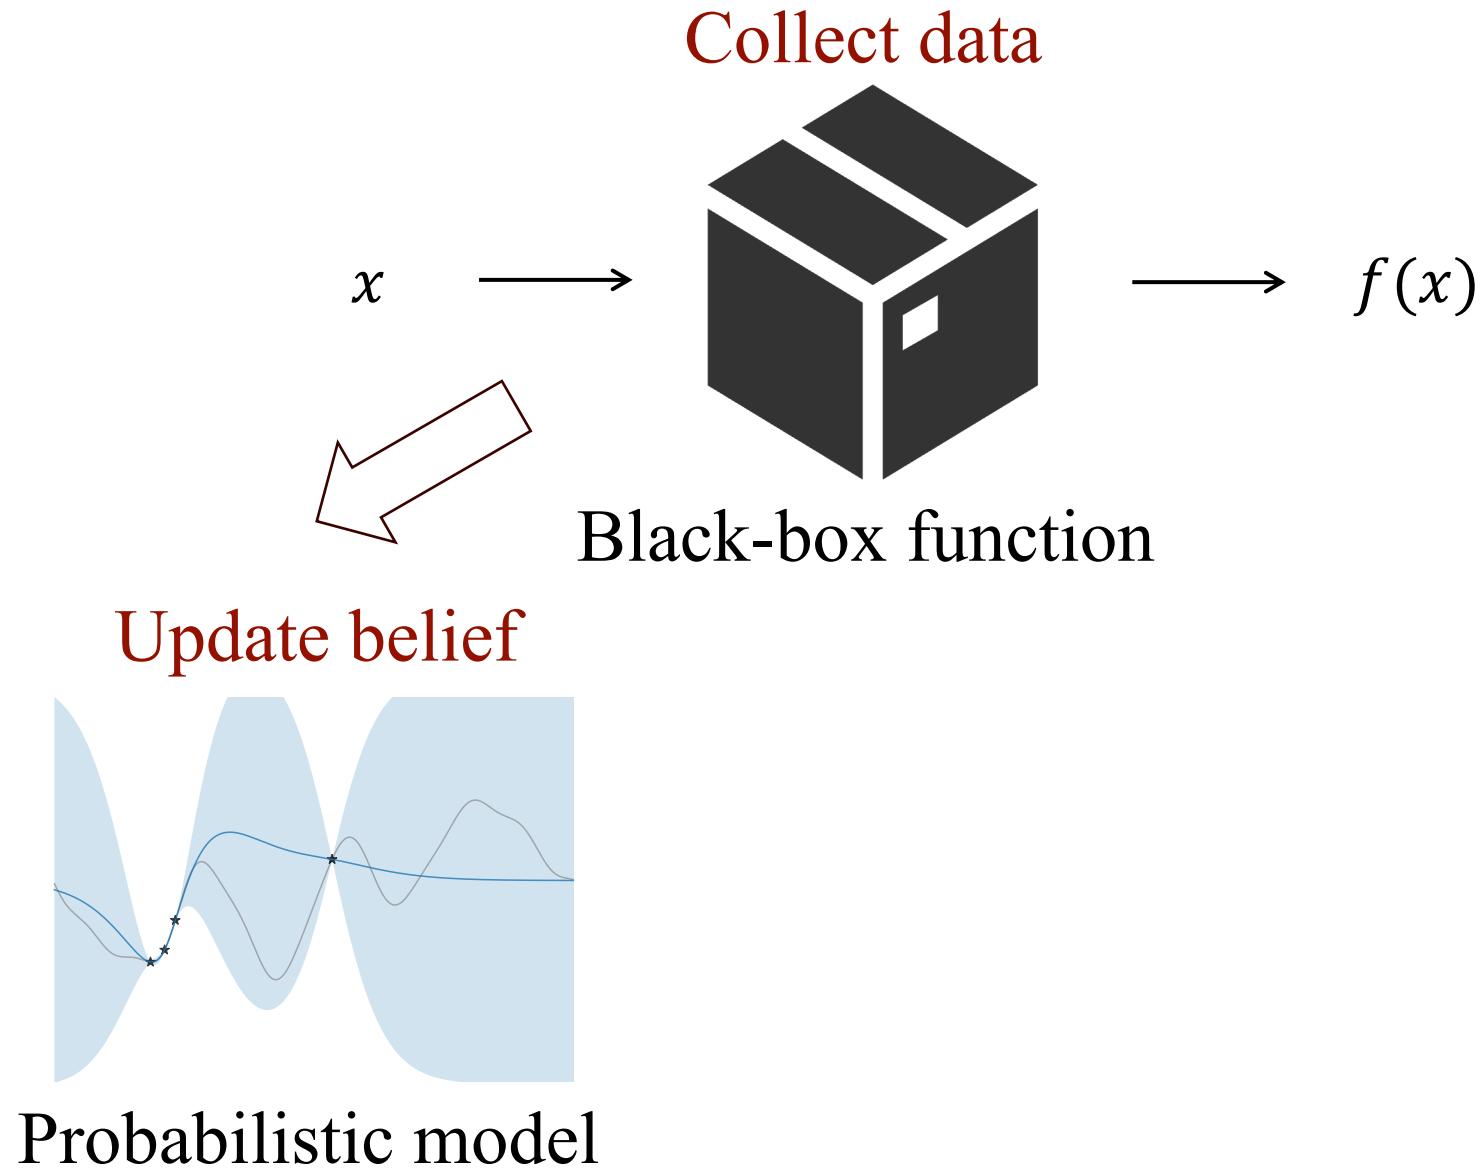 Collect data
x
f(x)
Black-box function
Update belief
Probabilistic model